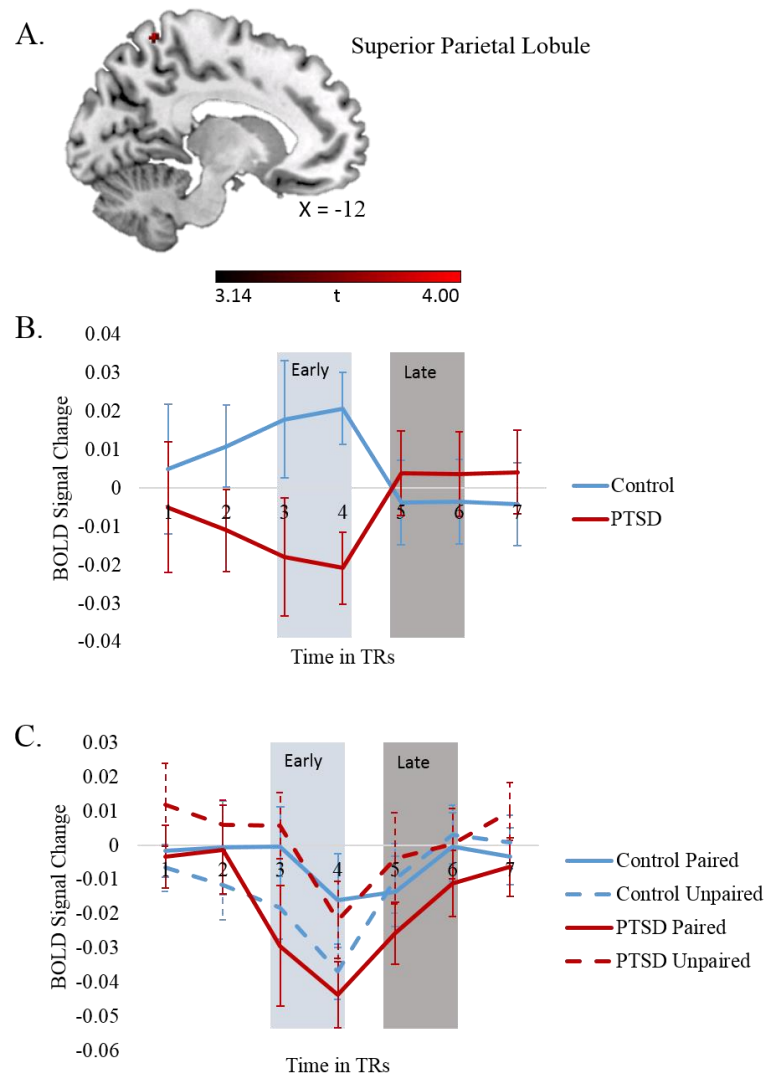 A.
Superior Parietal Lobule
X = -12
3.14 t 4.00
B.
0.04
0.03
0.02
0.01
0
-0.01
-0.02
-0.03
-0.04
BOLD Signal Change
Early
Late
1 2 3 4 5 6 7
Time in TRs
Control
PTSD
C.
0.03
0.02
0.01
0
-0.01
-0.02
-0.03
-0.04
-0.05
-0.06
BOLD Signal Change
Early
Late
1 2 3 4 5 6 7
Time in TRs
Control Paired
Control Unpaired
PTSD Paired
PTSD Unpaired